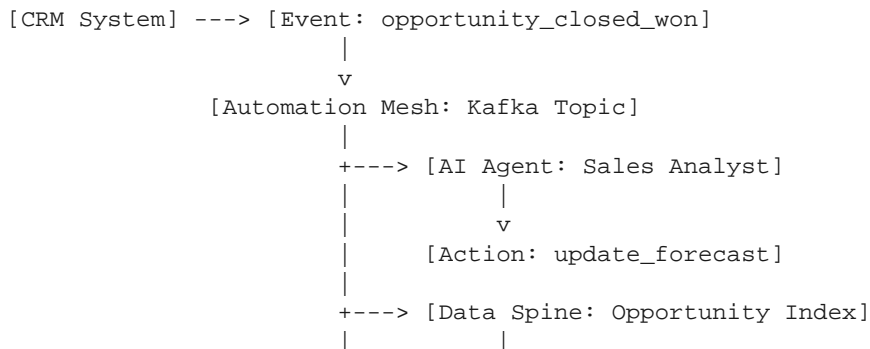 [CRM System] ---> [Event: opportunity_closed_won]
|
v
[Automation Mesh: Kafka Topic]
|
+---> [AI Agent: Sales Analyst]
| |
| v
| [Action: update_forecast]
|
+---> [Data Spine: Opportunity Index]
| |